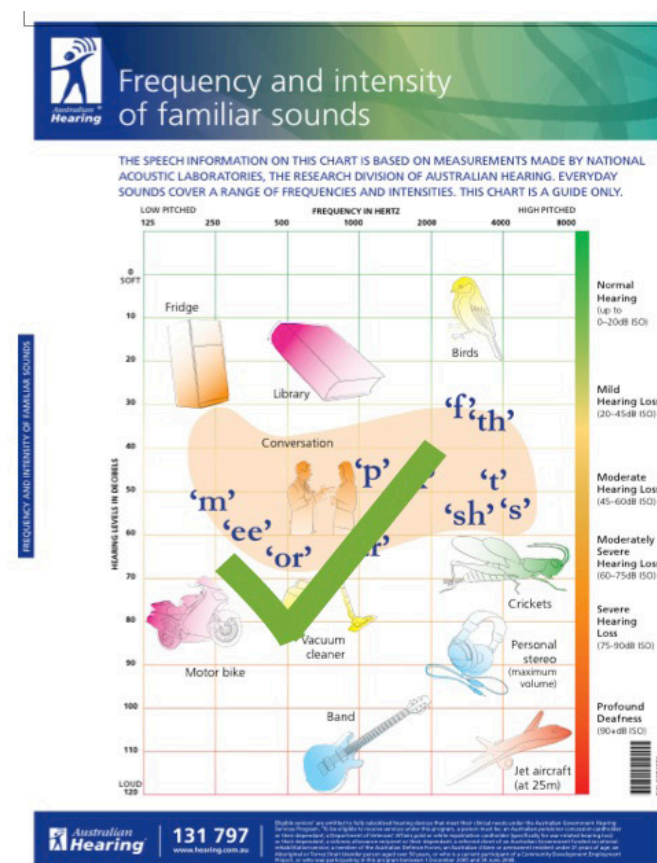 Australian
Hearing
Frequency and intensity
of familiar sounds
THE SPEECH INFORMATION ON THIS CHART IS BASED ON MEASUREMENTS MADE BY NATIONAL
ACOUSTIC LABORATORIES, THE RESEARCH DIVISION OF AUSTRALIAN HEARING. EVERYDAY
SOUNDS COVER A RANGE OF FREQUENCIES AND INTENSITIES. THIS CHART IS A GUIDE ONLY.
LOW PITCHED FREQUENCY IN HERTZ HIGH PITCHED
125 250 500 1000 2000 4000 8000
FREQUENCY AND INTENSITY OF FAMILIAR SOUNDS
HEARING LEVELS IN DECIBELS
0
SOFT
10
20
30
40
50
60
70
80
90
100
110
LOUD
120
Fridge
Library
Birds
Conversation
‘f’ ‘th’
‘p’
‘t’
‘m’
‘sh’ ‘s’
‘ee’
‘or’
Crickets
Motor bike
Vacuum
cleaner
Personal
stereo
(maximum
volume)
Band
Jet aircraft
(at 25m)
Normal
Hearing
(up to
0–20dB ISO)
Mild
Hearing Loss
(20–45dB ISO)
Moderate
Hearing Loss
(45–60dB ISO)
Moderately
Severe
Hearing Loss
(60–75dB ISO)
Severe
Hearing
Loss
(75-90dB ISO)
Profound
Deafness
(90+dB ISO)
Australian
Hearing
131 797
www.hearing.com.au